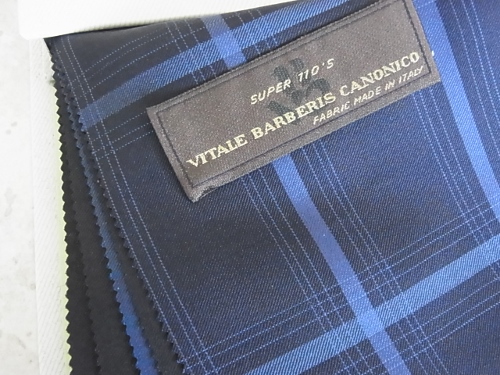 SUPER 110'S
VITALE BARBERIS CANONICO
FABRIC MADE IN ITALY